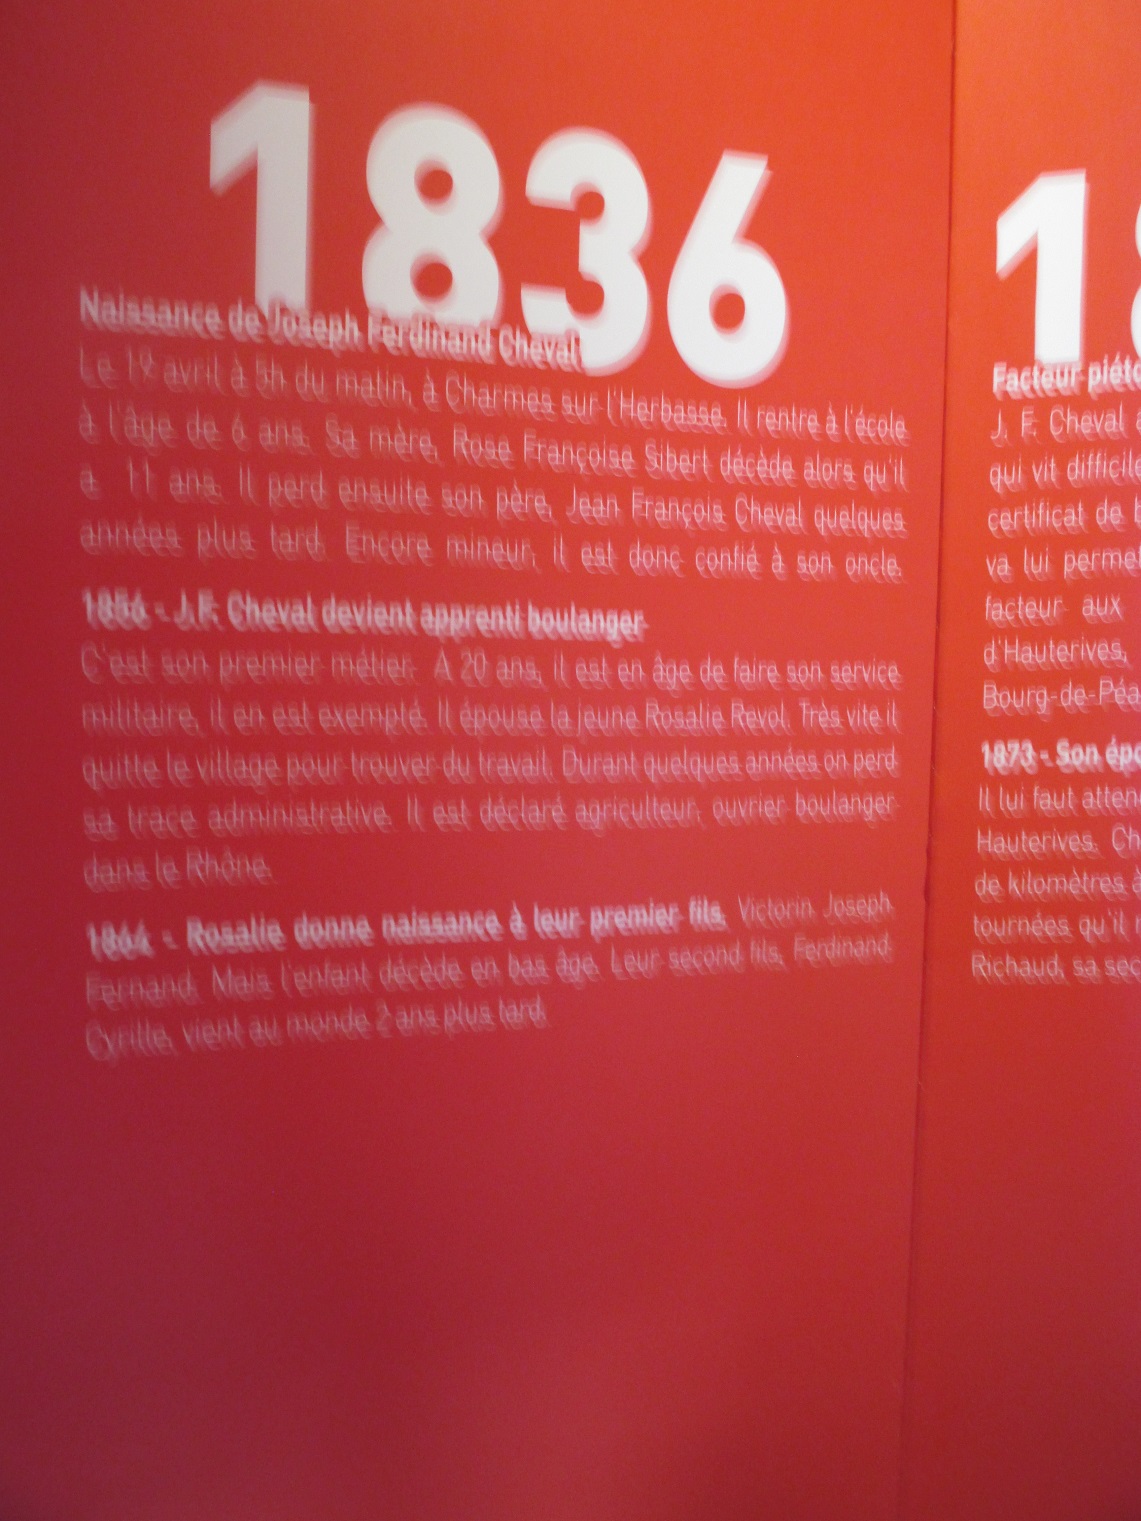 1836
Naissance de Joseph Ferdinand Cheval
Le 19 avril à 5h du matin, à Charmes sur l'Herbasse. Il rentre à l'école
à l'âge de 6 ans. Sa mère, Rose Françoise Sibert décède alors qu'il
a 11 ans. Il perd ensuite son père, Jean François Cheval quelques
années plus tard. Encore mineur, il est donc confié à son oncle.
1856 - J.F. Cheval devient apprenti boulanger
C'est son premier métier. A 20 ans, il est en âge de faire son service
militaire, il en est exempté. Il épouse la jeune Rosalie Revol. Très vite il
quitte le village pour trouver du travail. Durant quelques années on perd
sa trace administrative. Il est déclaré agriculteur, ouvrier boulanger
dans le Rhône.
1864 - Rosalie donne naissance à leur premier fils, Victorin Joseph
Fernand. Mais l'enfant décède en bas âge. Leur second fils, Ferdinand
Cyrille, vient au monde 2 ans plus tard.
1
Facteur piéto
J. F. Cheval
qui vit difficile
certificat de
va lui permet
facteur aux
d'Hauterives,
Bourg-de-Péa
1873 - Son épo
Il lui faut atten
Hauterives. Ch
de kilomètres à
tournées qu'il
Richaud, sa sec